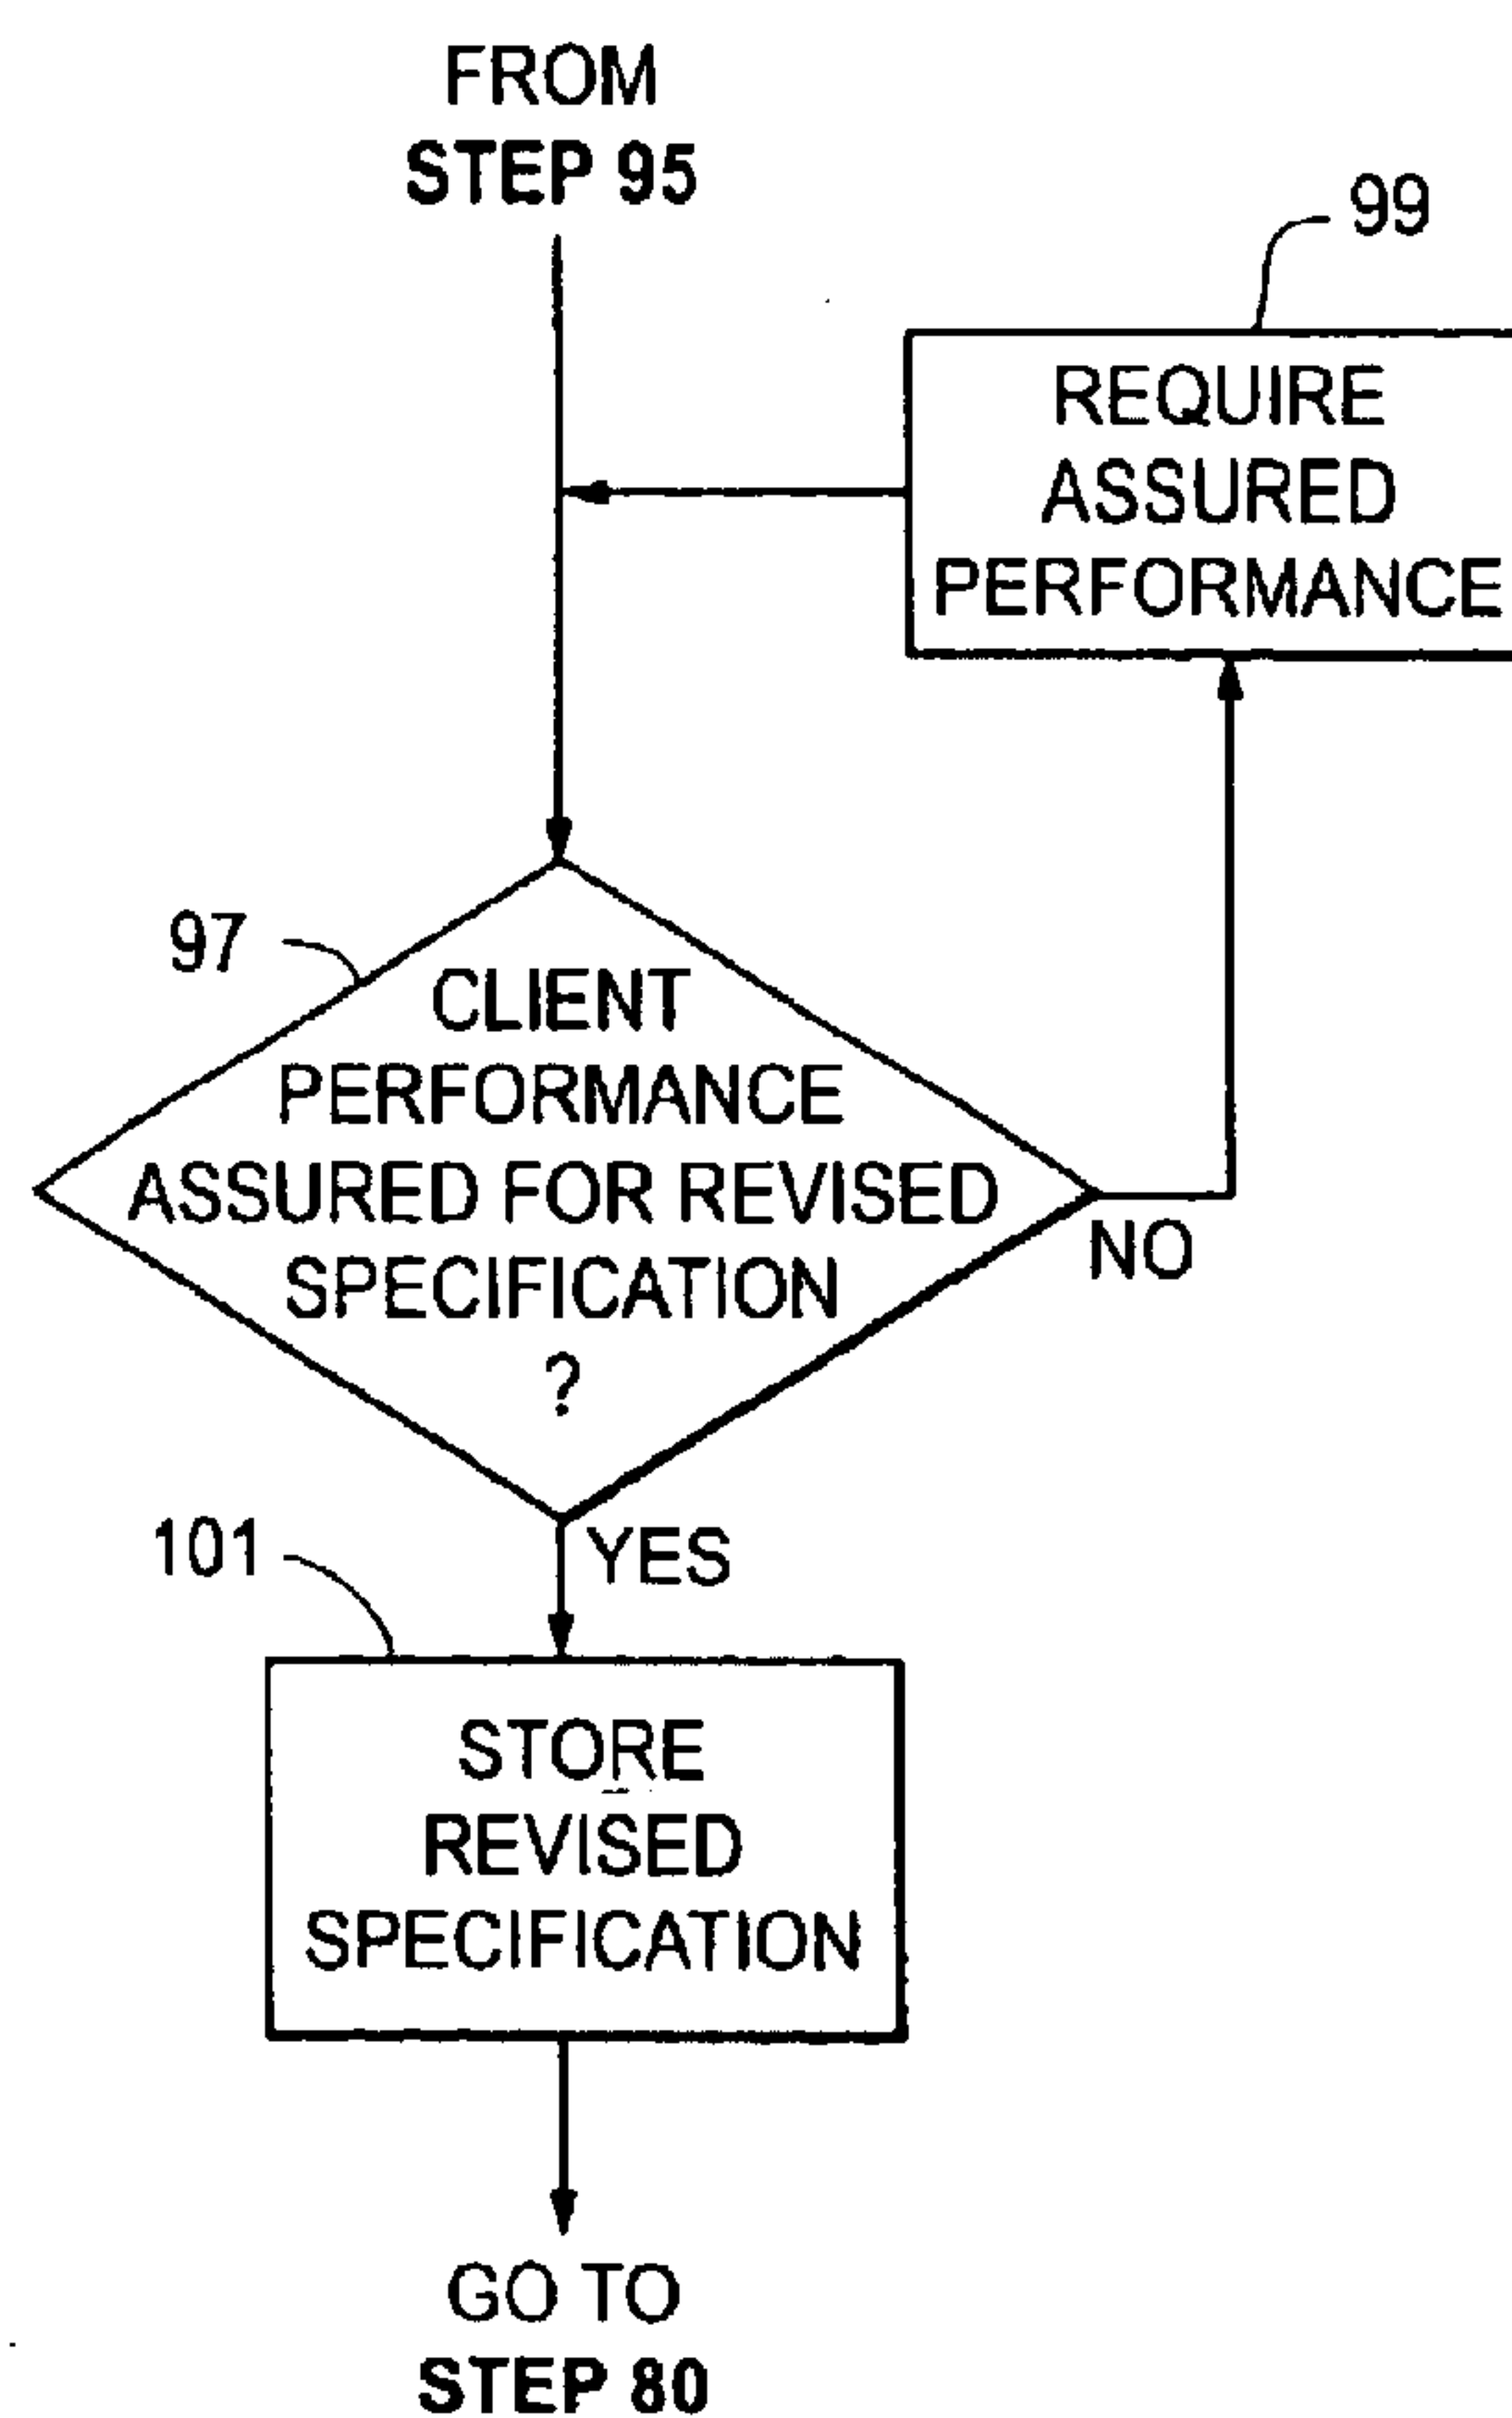 FROM
STEP 95
99
REQUIRE
ASSURED
PERFORMANCE
97
CLIENT
PERFORMANCE
ASSURED FOR REVISED
SPECIFICATION
?
NO
YES
101
STORE
REVISED
SPECIFICATION
GO TO
STEP 80